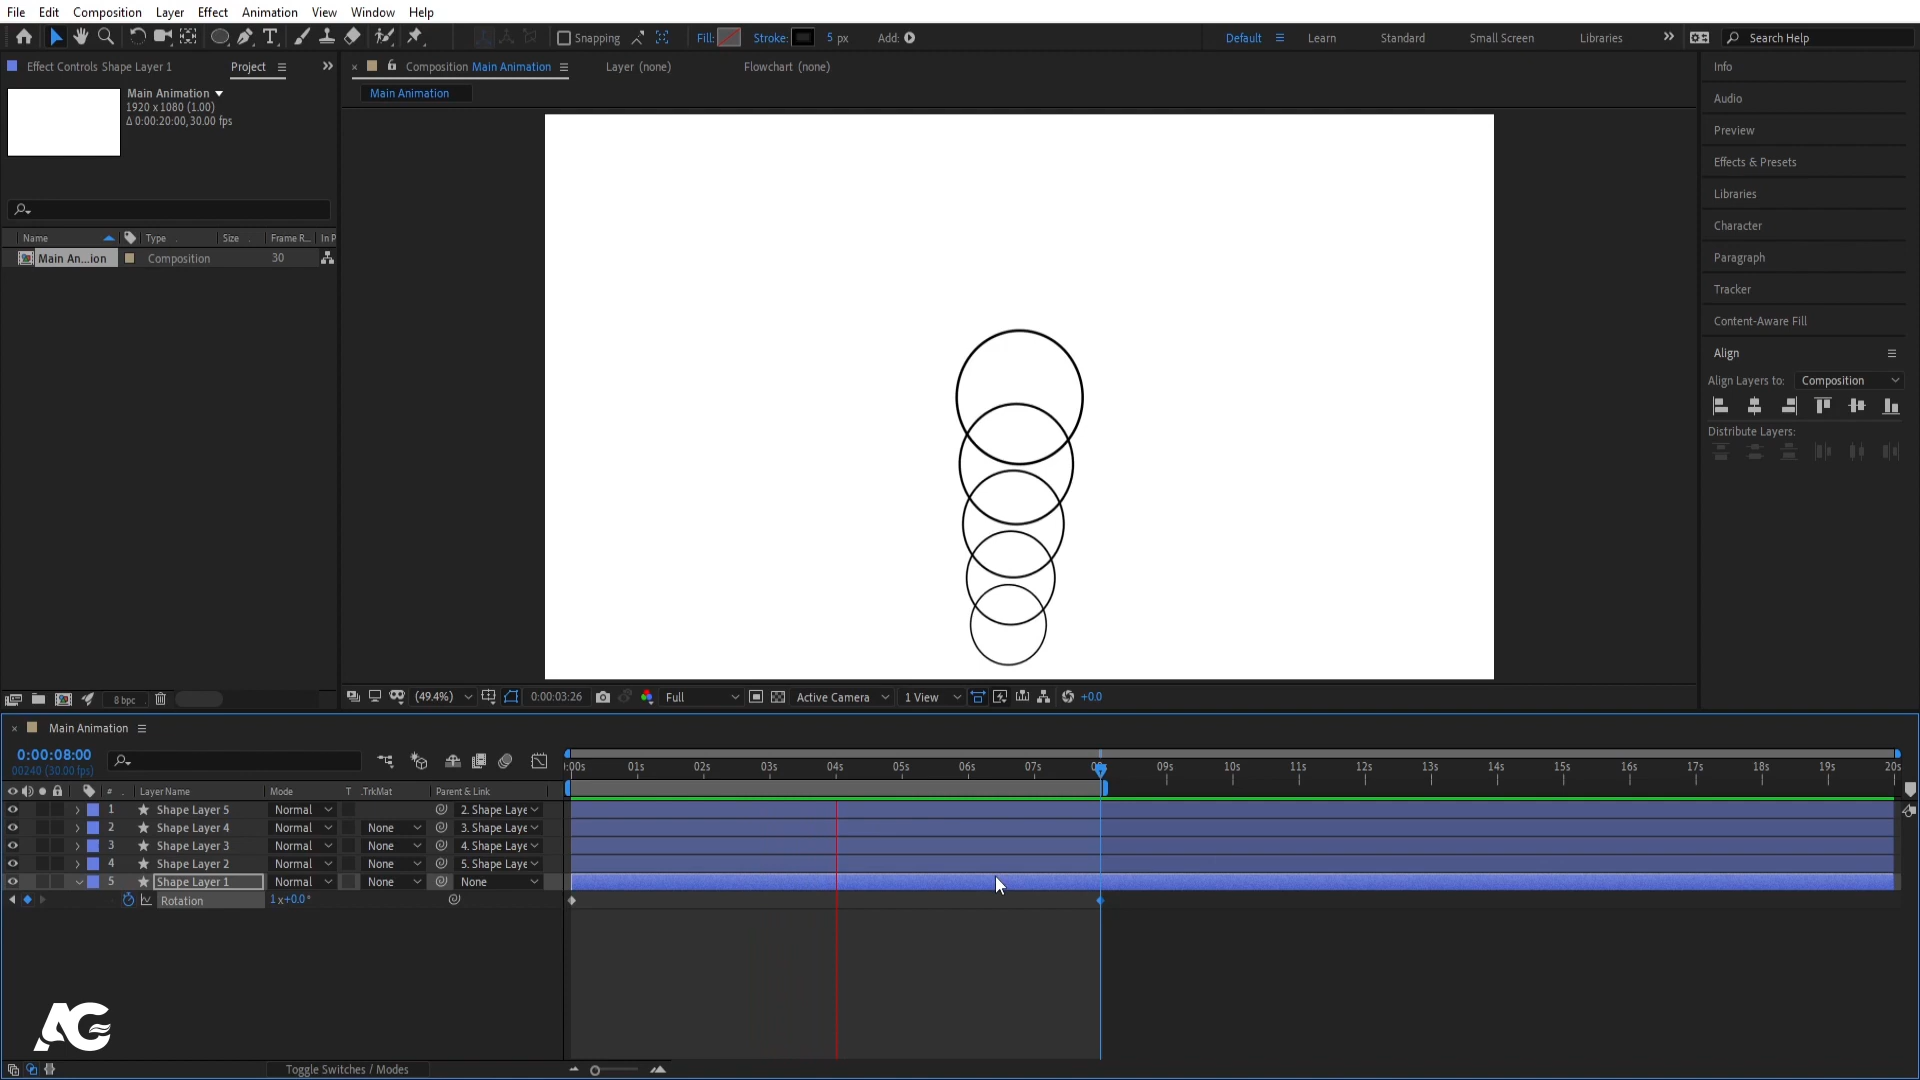 File Edit Composition Layer Effect Animation View Window Help
Snapping Fill: Stroke: 5 px Add: Default Learn Standard Small Screen Libraries Search Help
Effect Controls Shape Layer 1 Project
Composition Main Animation Layer (none) Flowchart (none)
Main Animation
Main Animation
1920 x 1080 (1.00)
Δ 0:00:20:00, 30.00 fps
Name Type Size Frame R... In P
Main An...ion Composition 30
8 bpc
(49.4%) 0:00:03:26 Full Active Camera 1 View +0.0
Info
Audio
Preview
Effects & Presets
Libraries
Character
Paragraph
Tracker
Content-Aware Fill
Align
Align Layers to: Composition
Distribute Layers:
Main Animation
0:00:08:00
00240 (30.00 fps)
:00s 01s 02s 03s 04s 05s 06s 07s 09s 10s 11s 12s 13s 14s 15s 16s 17s 18s 19s 20s
# Layer Name Mode T .TrkMat Parent & Link
1 Shape Layer 5 Normal 2. Shape Laye
2 Shape Layer 4 Normal None 3. Shape Laye
3 Shape Layer 3 Normal None 4. Shape Laye
4 Shape Layer 2 Normal None 5. Shape Laye
5 Shape Layer 1 Normal None None
Rotation 1x+0.0°
AG
Toggle Switches / Modes